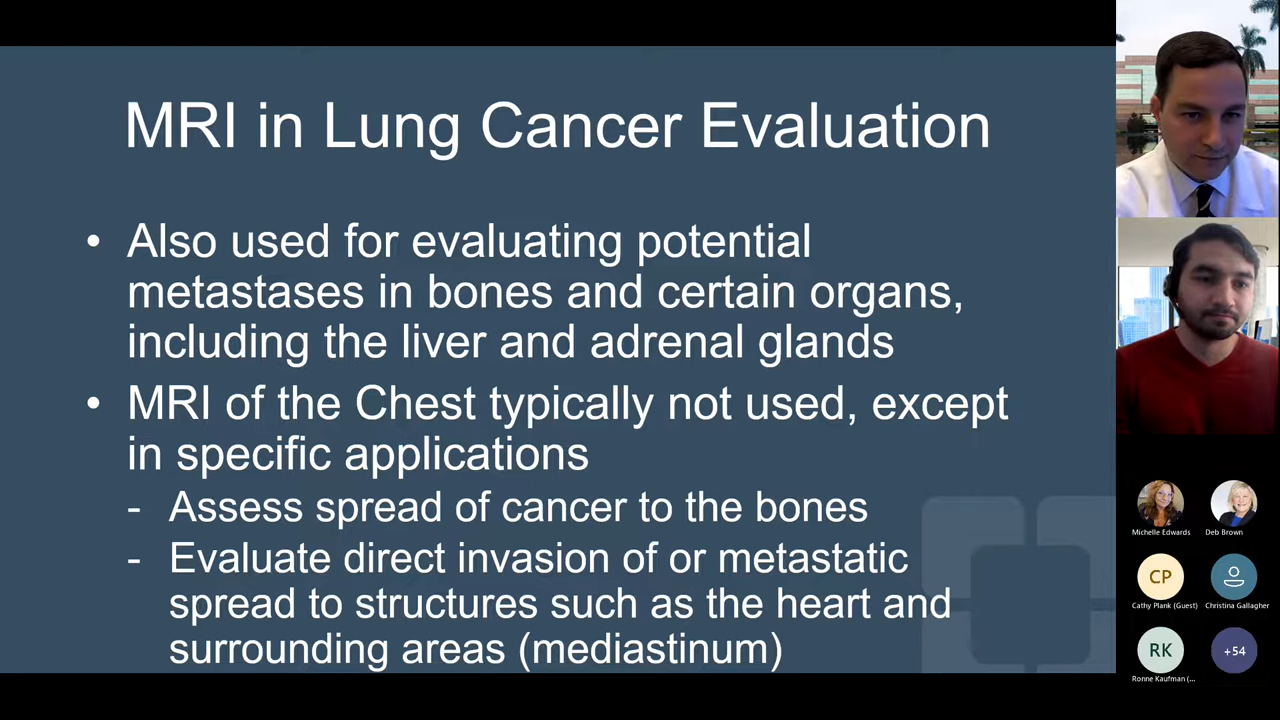 MRI in Lung Cancer Evaluation
• Also used for evaluating potential
metastases in bones and certain organs,
including the liver and adrenal glands
• MRI of the Chest typically not used, except
in specific applications
- Assess spread of cancer to the bones
- Evaluate direct invasion of or metastatic
spread to structures such as the heart and
surrounding areas (mediastinum)
Michelle Edwards
Deb Brown
CP
Cathy Plank (Guest)
Christina Gallagher
RK
Ronne Kaufman (...
+54